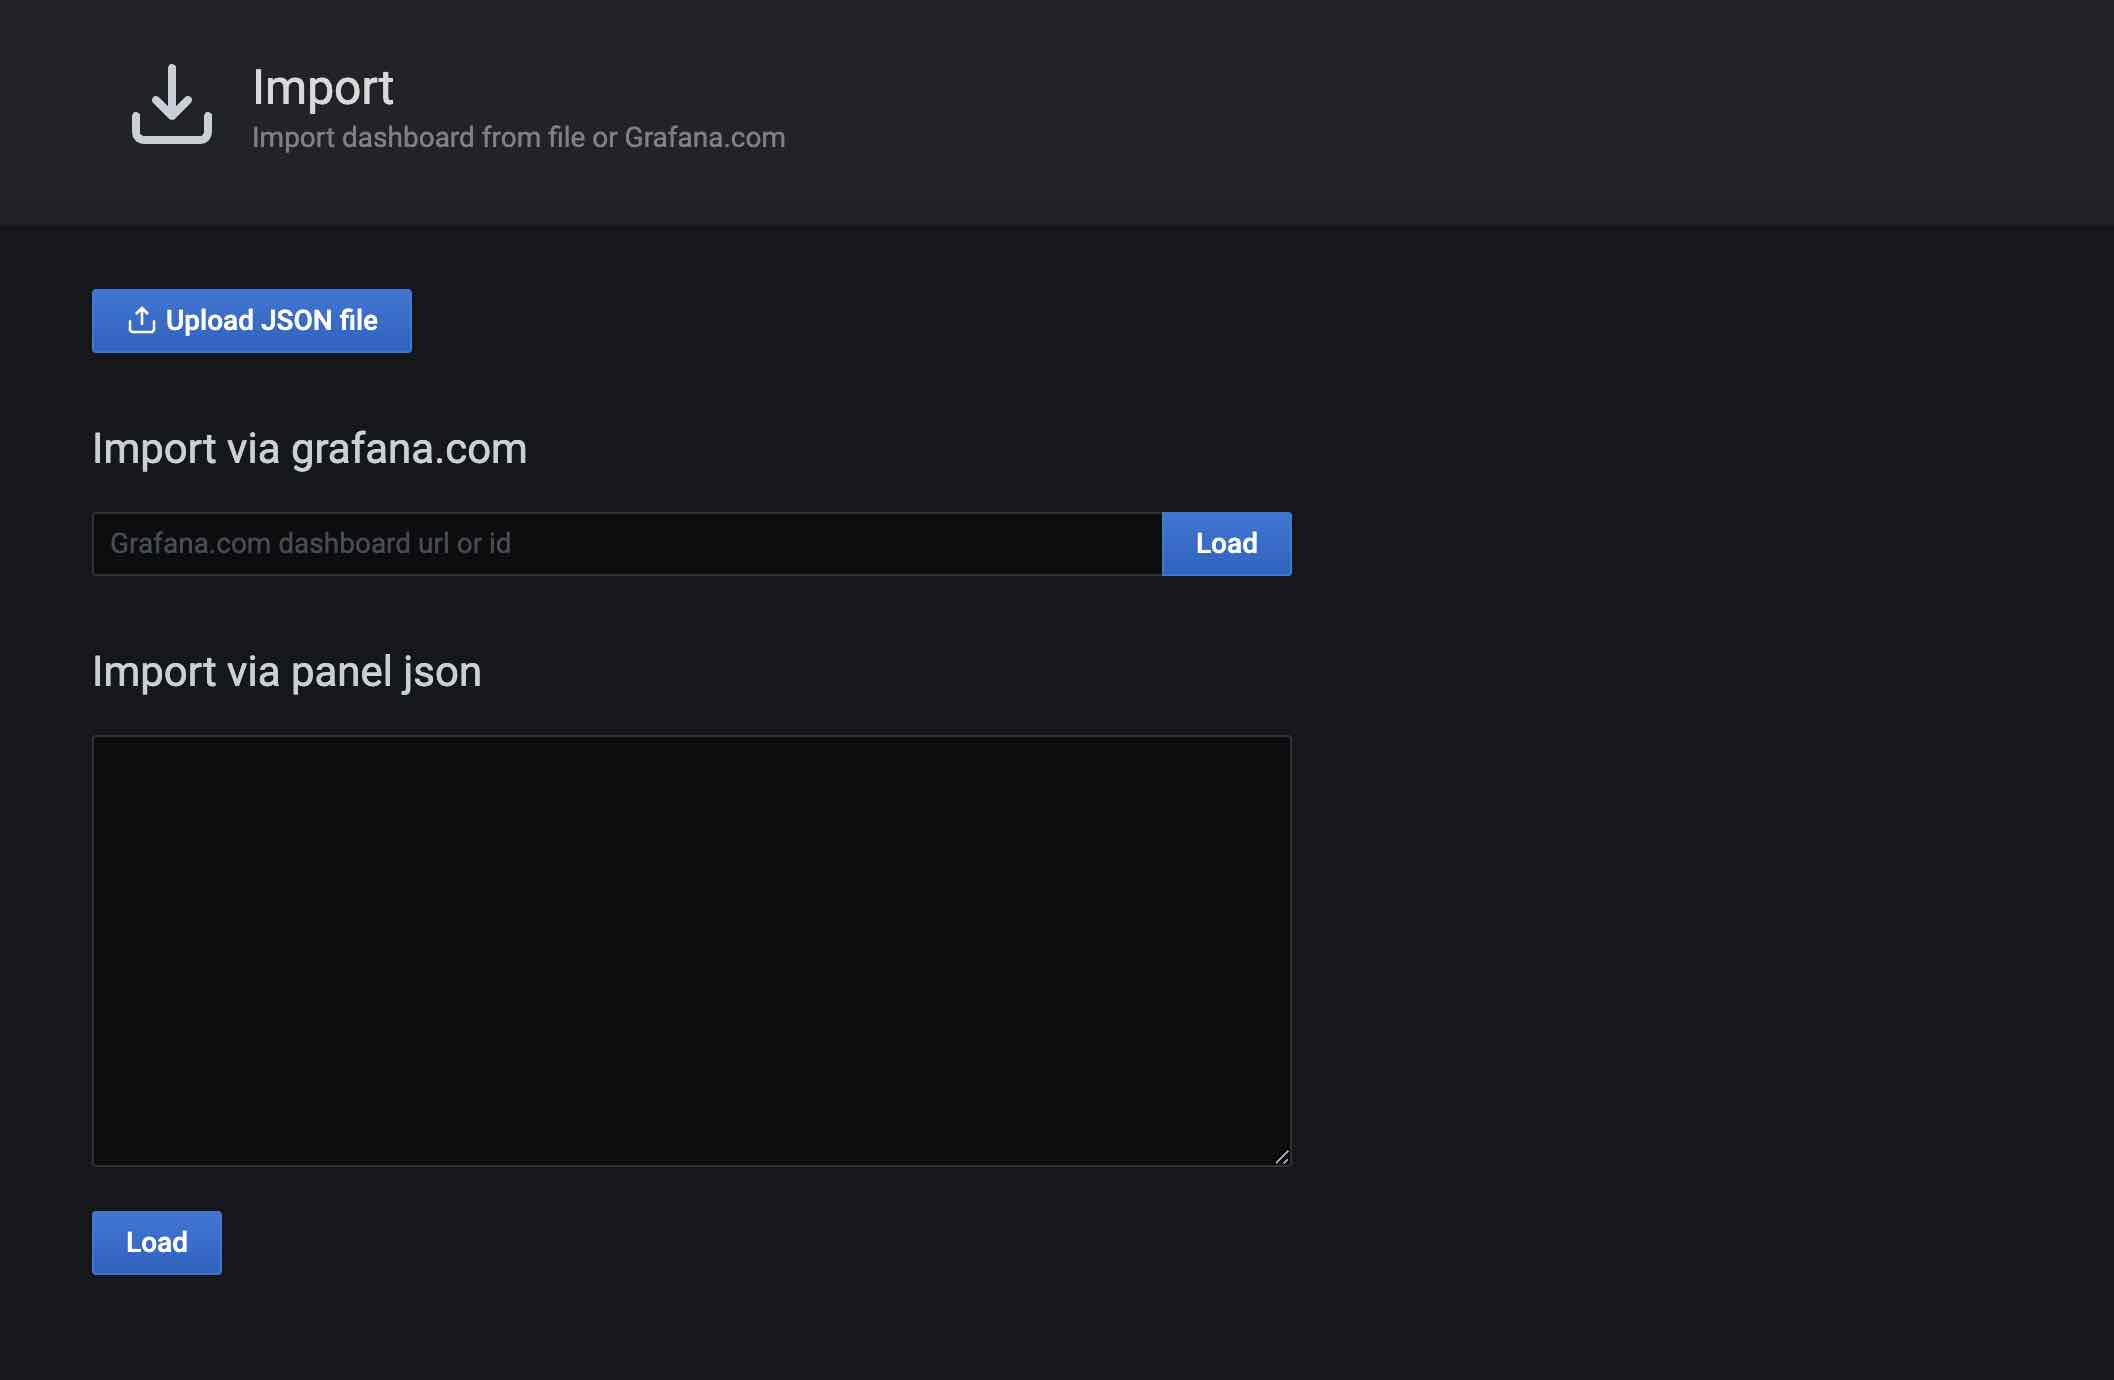 Import
Import dashboard from file or Grafana.com
Upload JSON file
Import via grafana.com
Grafana.com dashboard url or id
Load
Import via panel json
Load